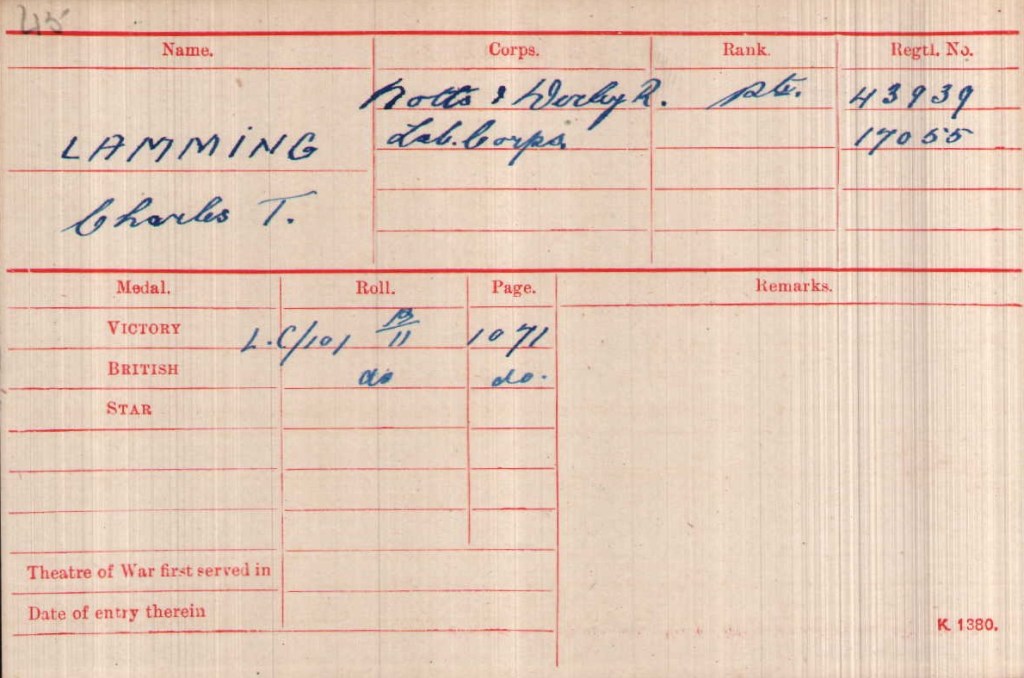 45
Name. Corps. Rank. Regtl. No.
Notts & Derby R. Pte. 43939
LAMMING Lab. Corps 17055
Charles T.
Medal. Roll. Page. Remarks.
VICTORY L.C/101 B/11 1071
BRITISH do do.
STAR
Theatre of War first served in
Date of entry therein
K 1380.